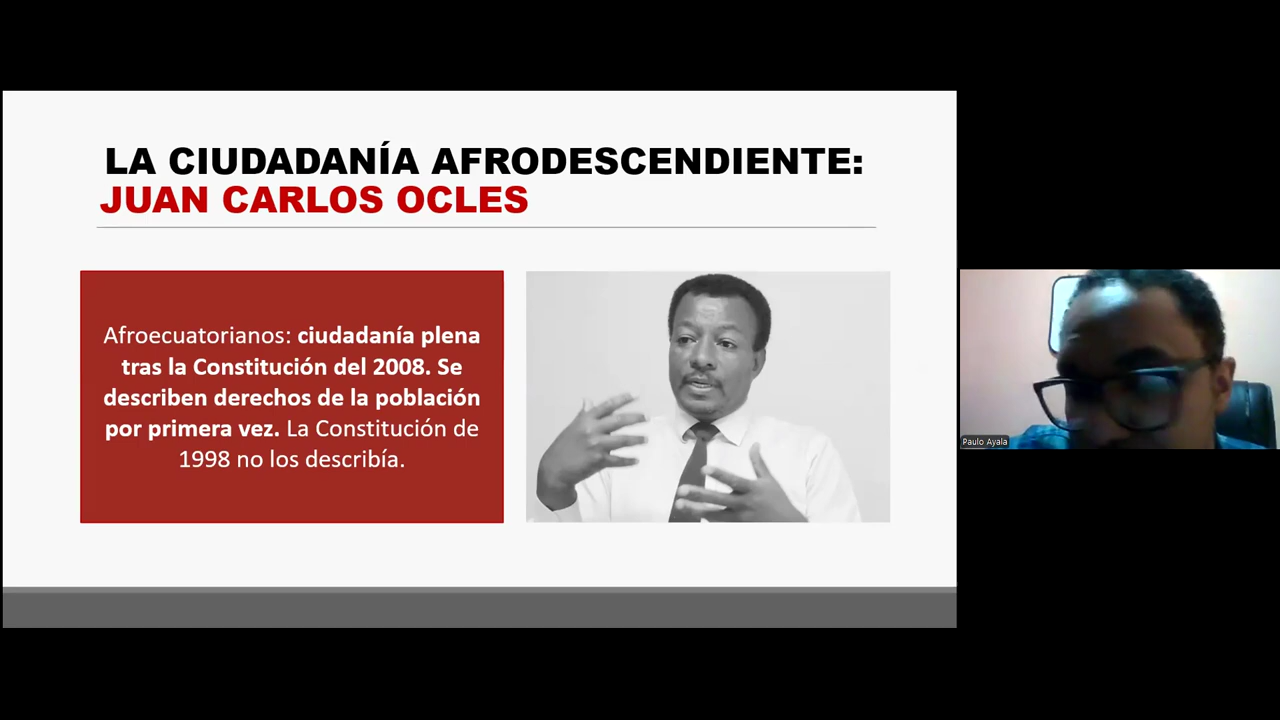 LA CIUDADANÍA AFRODESCENDIENTE:
JUAN CARLOS OCLES
Afroecuatorianos: ciudadanía plena
tras la Constitución del 2008. Se
describen derechos de la población
por primera vez. La Constitución de
1998 no los describía.
Paulo Ayala